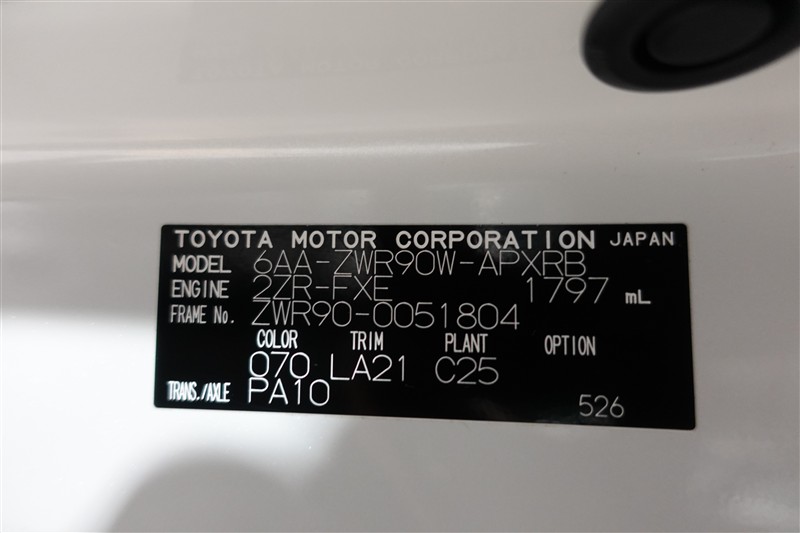 TOYOTA MOTOR CORPORATION JAPAN
MODEL 6AA-ZWR90W-APXRB
ENGINE 2ZR-FXE 1797 mL
FRAME No. ZWR90-0051804
COLOR TRIM PLANT OPTION
070 LA21 C25
TRANS./AXLE PA10
526